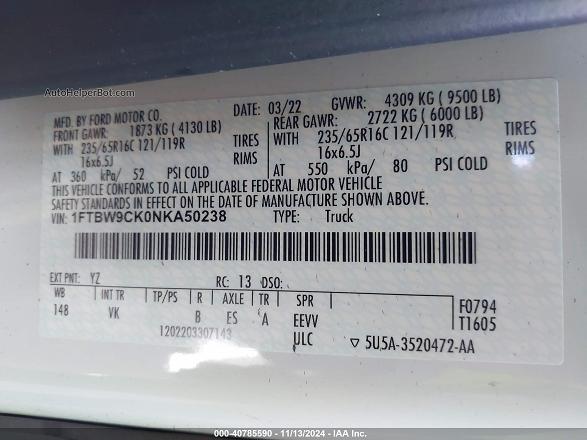 AutoHelperBot.com
MFD. BY FORD MOTOR CO.
DATE: 03/22 GVWR: 4309 KG ( 9500 LB)
FRONT GAWR: 1873 KG ( 4130 LB)
REAR GAWR: 2722 KG ( 6000 LB)
WITH 235/65R16C 121/119R TIRES
WITH 235/65R16C 121/119R TIRES
16x6.5J RIMS
16x6.5J RIMS
AT 360 kPa/ 52 PSI COLD
AT 550 kPa/ 80 PSI COLD
THIS VEHICLE CONFORMS TO ALL APPLICABLE FEDERAL MOTOR VEHICLE
SAFETY STANDARDS IN EFFECT ON THE DATE OF MANUFACTURE SHOWN ABOVE.
VIN: 1FTBW9CK0NKA50238 TYPE: Truck
EXT PNT: YZ RC: 13 DSO:
WB INT TR TP/PS R AXLE TR SPR
148 VK B ES A EEVV
ULC
F0794
T1605
1202203307143
5U5A-3520472-AA
AutoHelperBot.com
000-40785590 - 11/13/2024 - IAA Inc.